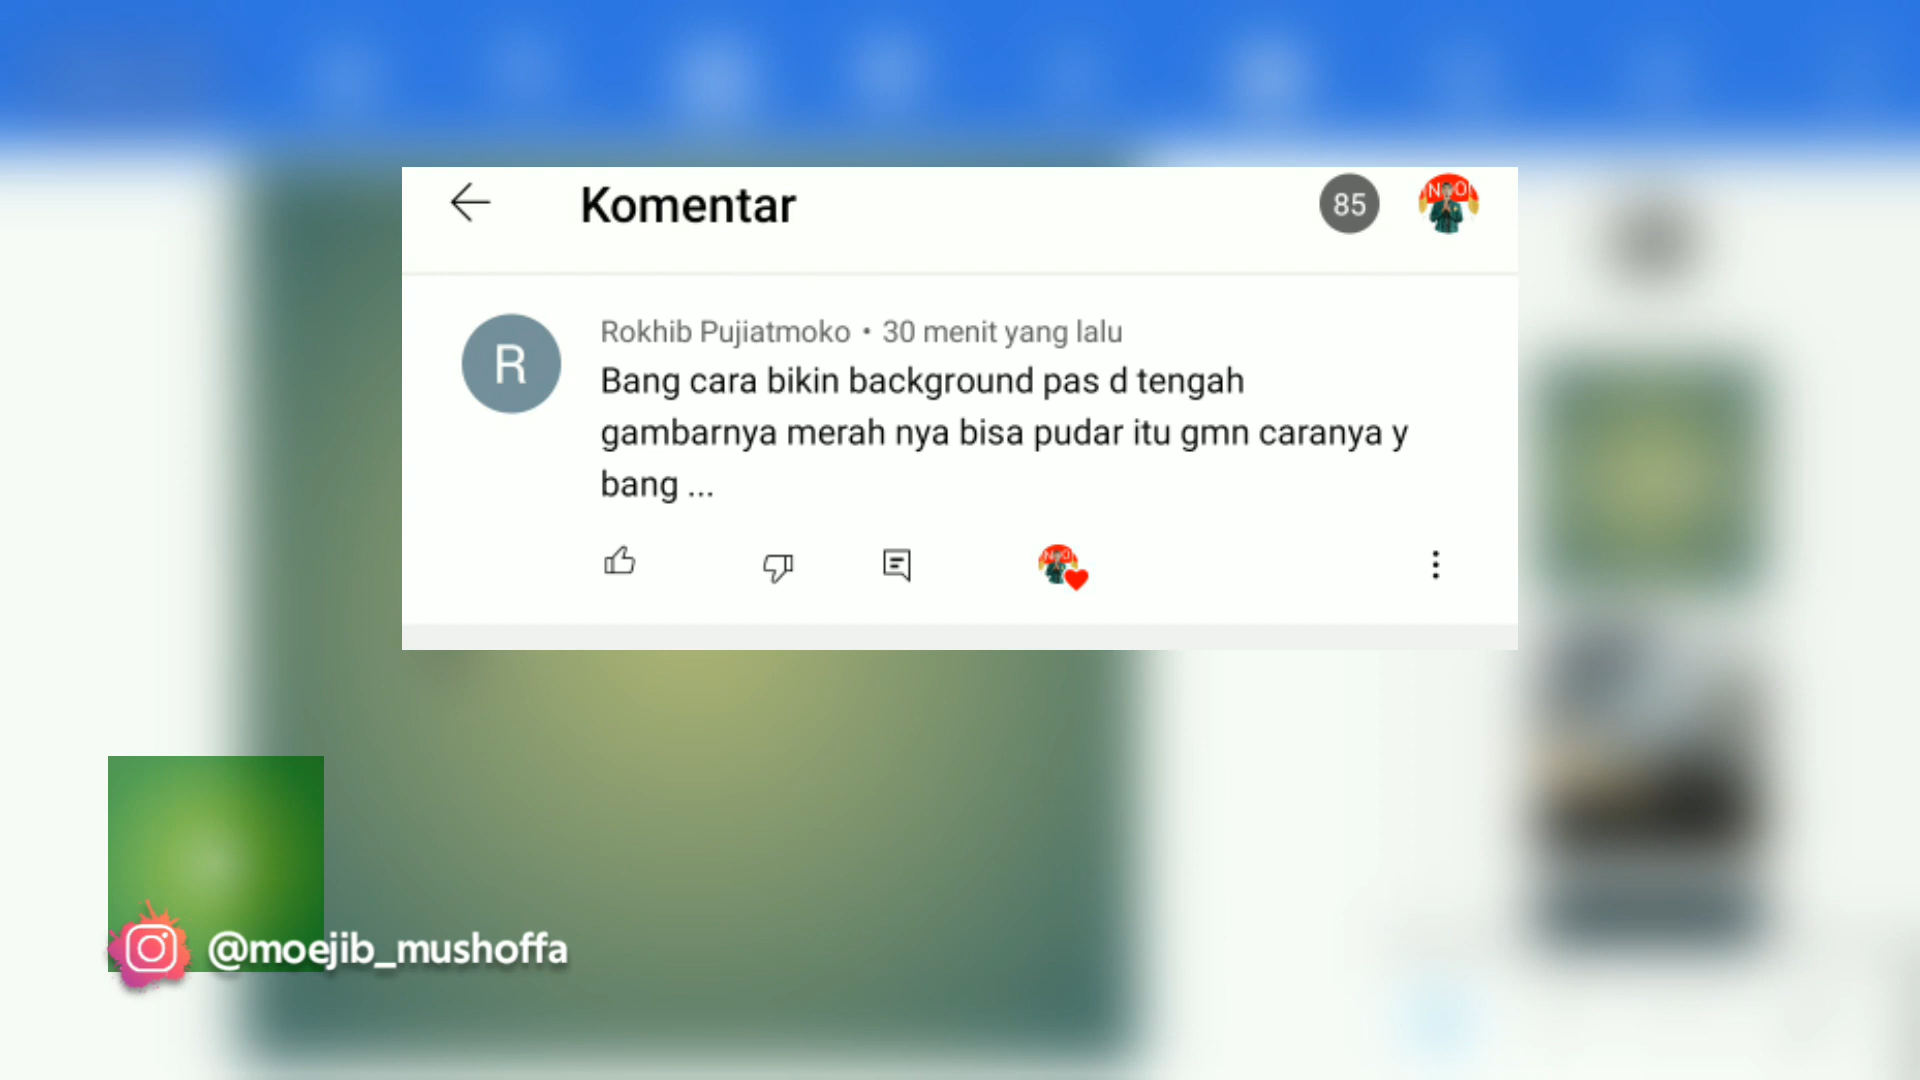 Komentar
85
R
Rokhib Pujiatmoko • 30 menit yang lalu
Bang cara bikin background pas d tengah
gambarnya merah nya bisa pudar itu gmn caranya y
bang ...
@moejib_mushoffa